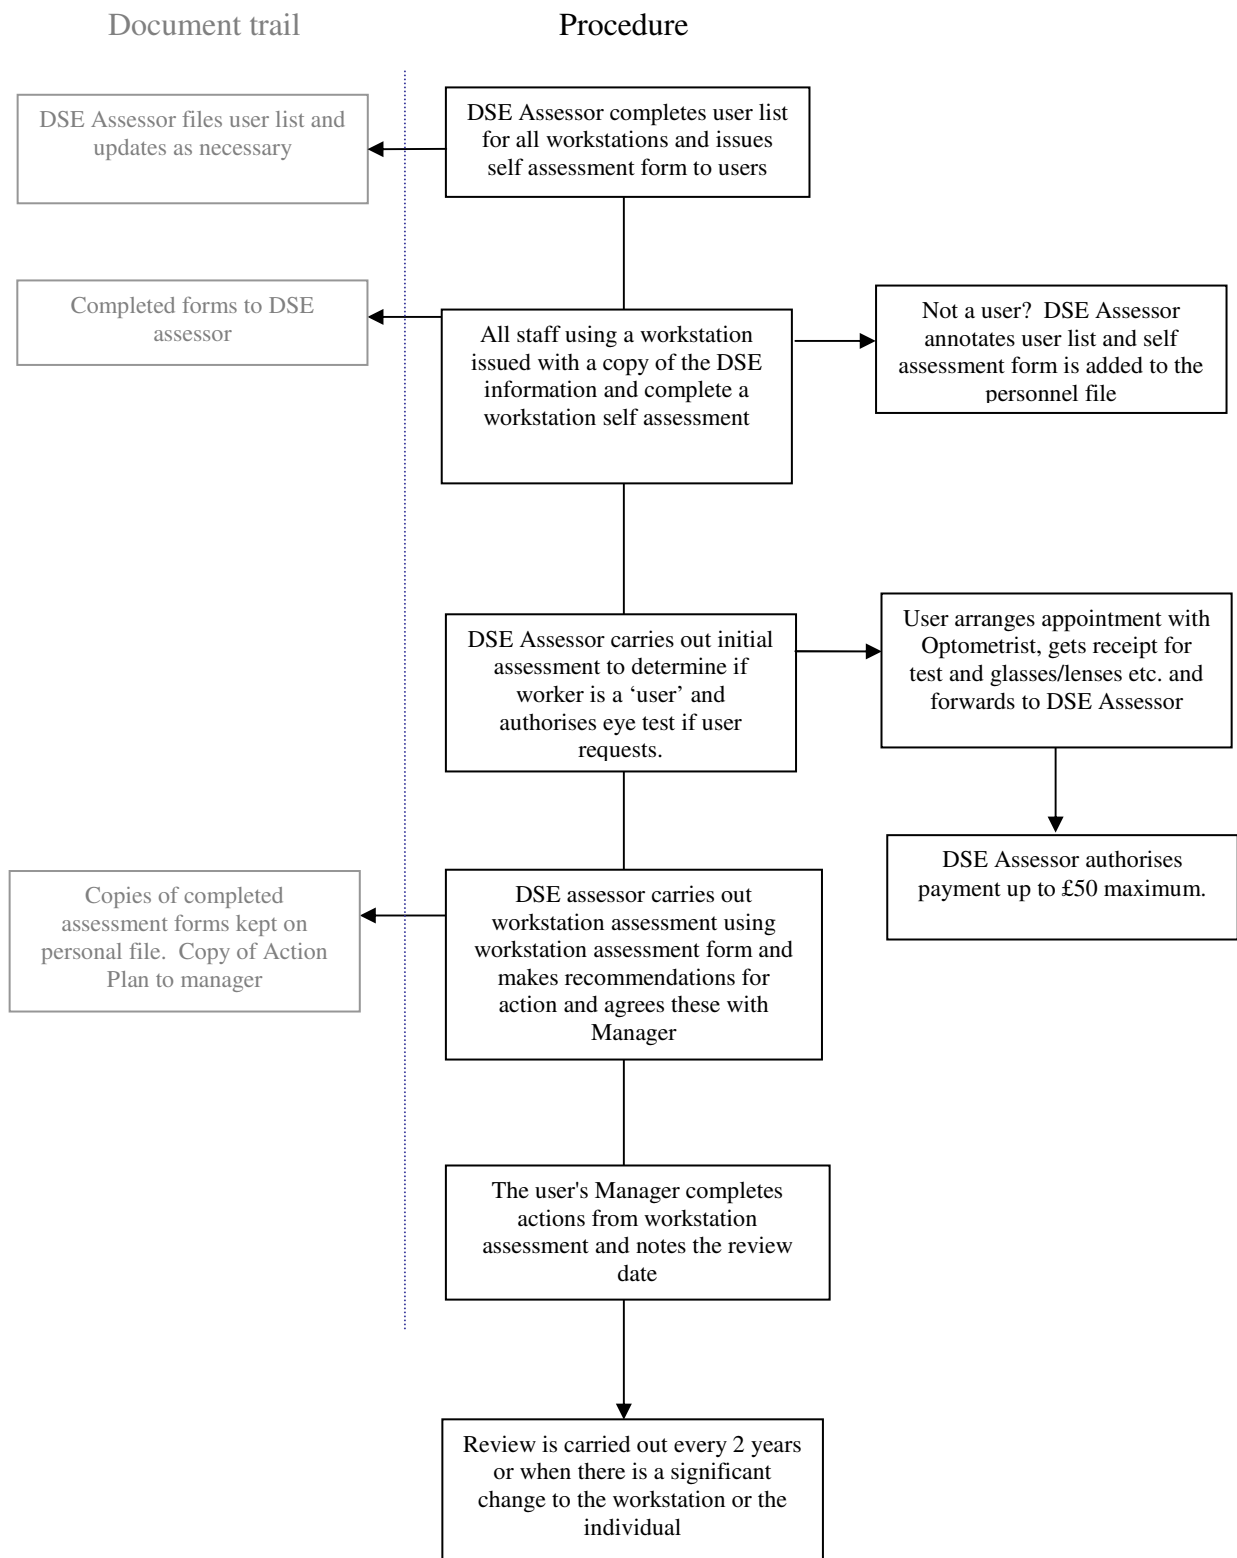 Document trail
Procedure
DSE Assessor files user list and
updates as necessary
DSE Assessor completes user list
for all workstations and issues
self assessment form to users
Completed forms to DSE
assessor
All staff using a workstation
issued with a copy of the DSE
information and complete a
workstation self assessment
Not a user?  DSE Assessor
annotates user list and self
assessment form is added to the
personnel file
DSE Assessor carries out initial
assessment to determine if
worker is a ‘user’ and
authorises eye test if user
requests.
User arranges appointment with
Optometrist, gets receipt for
test and glasses/lenses etc. and
forwards to DSE Assessor
DSE Assessor authorises
payment up to £50 maximum.
Copies of completed
assessment forms kept on
personal file.  Copy of Action
Plan to manager
DSE assessor carries out
workstation assessment using
workstation assessment form and
makes recommendations for
action and agrees these with
Manager
The user's Manager completes
actions from workstation
assessment and notes the review
date
Review is carried out every 2 years
or when there is a significant
change to the workstation or the
individual